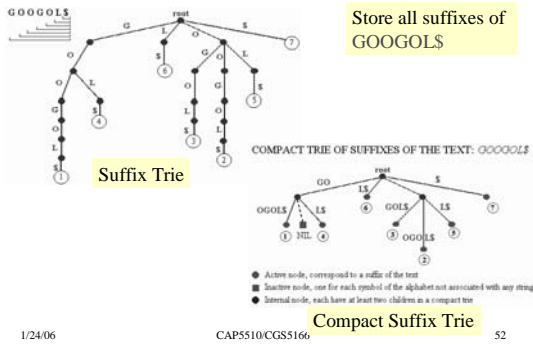 G O O G O L $
Store all suffixes of
GOOGOL$
root
G
L
O
$
7
O
$
G
O
L
6
O
L
O
G
$
G
$
L
O
5
O
4
$
L
L
3
$
$
1
2
Suffix Trie
COMPACT TRIE OF SUFFIXES OF THE TEXT: GOOGOL$
root
GO
L$
O
$
OGOL$
L$
6
GOL$
L$
7
1
NIL
4
3
OGOL$
5
2
Active node, correspond to a suffix of the text
Inactive node, one for each symbol of the alphabet not associated with any string
Internal node, each have at least two children in a compact trie
Compact Suffix Trie
1/24/06
CAP5510/CGS5166
52